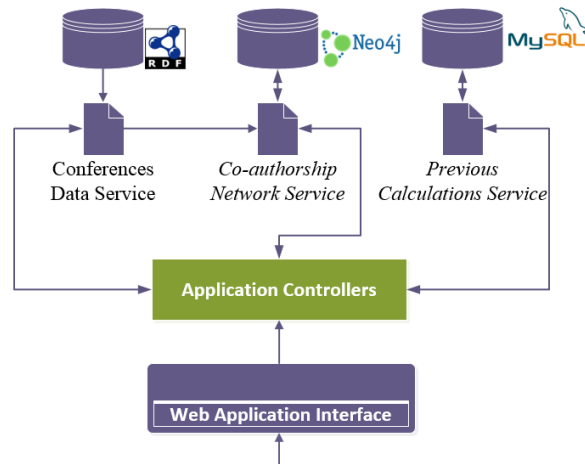 RDF
Neo4j
MySQL
Conferences
Data Service
Co-authorship
Network Service
Previous
Calculations Service
Application Controllers
Web Application Interface